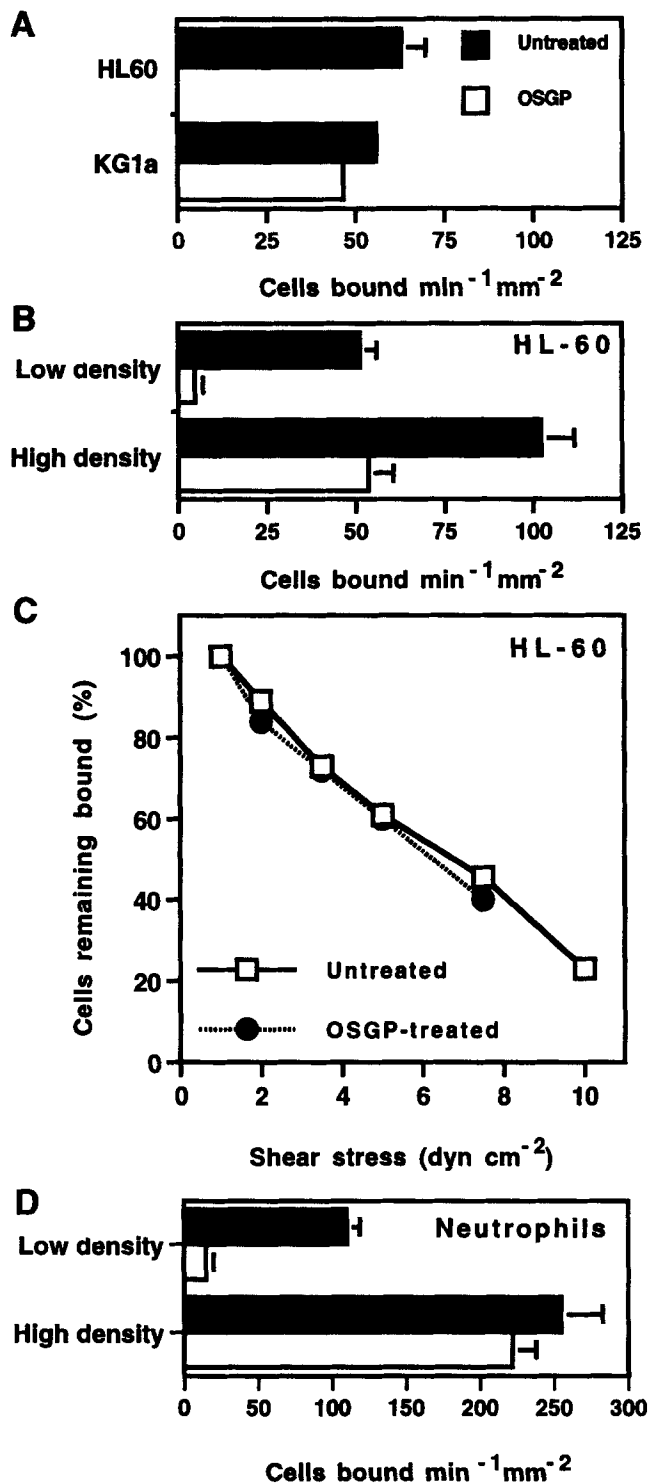 A
HL60
KG1a
Untreated
OSGP
0 25 50 75 100 125
Cells bound min⁻¹mm⁻²
B
HL-60
Low density
High density
0 25 50 75 100 125
Cells bound min⁻¹mm⁻²
C
HL-60
Cells remaining bound (%)
100
80
60
40
20
0
Untreated
OSGP-treated
0 2 4 6 8 10
Shear stress (dyn cm⁻²)
D
Neutrophils
Low density
High density
0 50 100 150 200 250 300
Cells bound min⁻¹mm⁻²